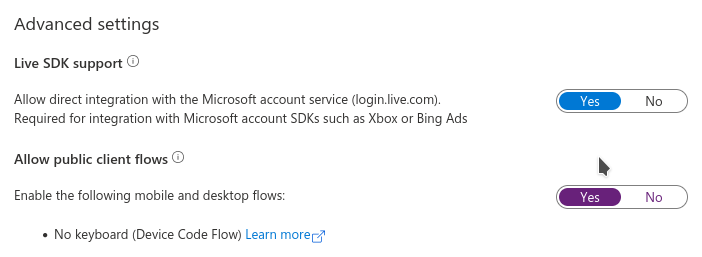 Advanced settings
Live SDK support
Allow direct integration with the Microsoft account service (login.live.com).
Required for integration with Microsoft account SDKs such as Xbox or Bing Ads
Yes No
Allow public client flows
Enable the following mobile and desktop flows:
Yes No
• No keyboard (Device Code Flow) Learn more